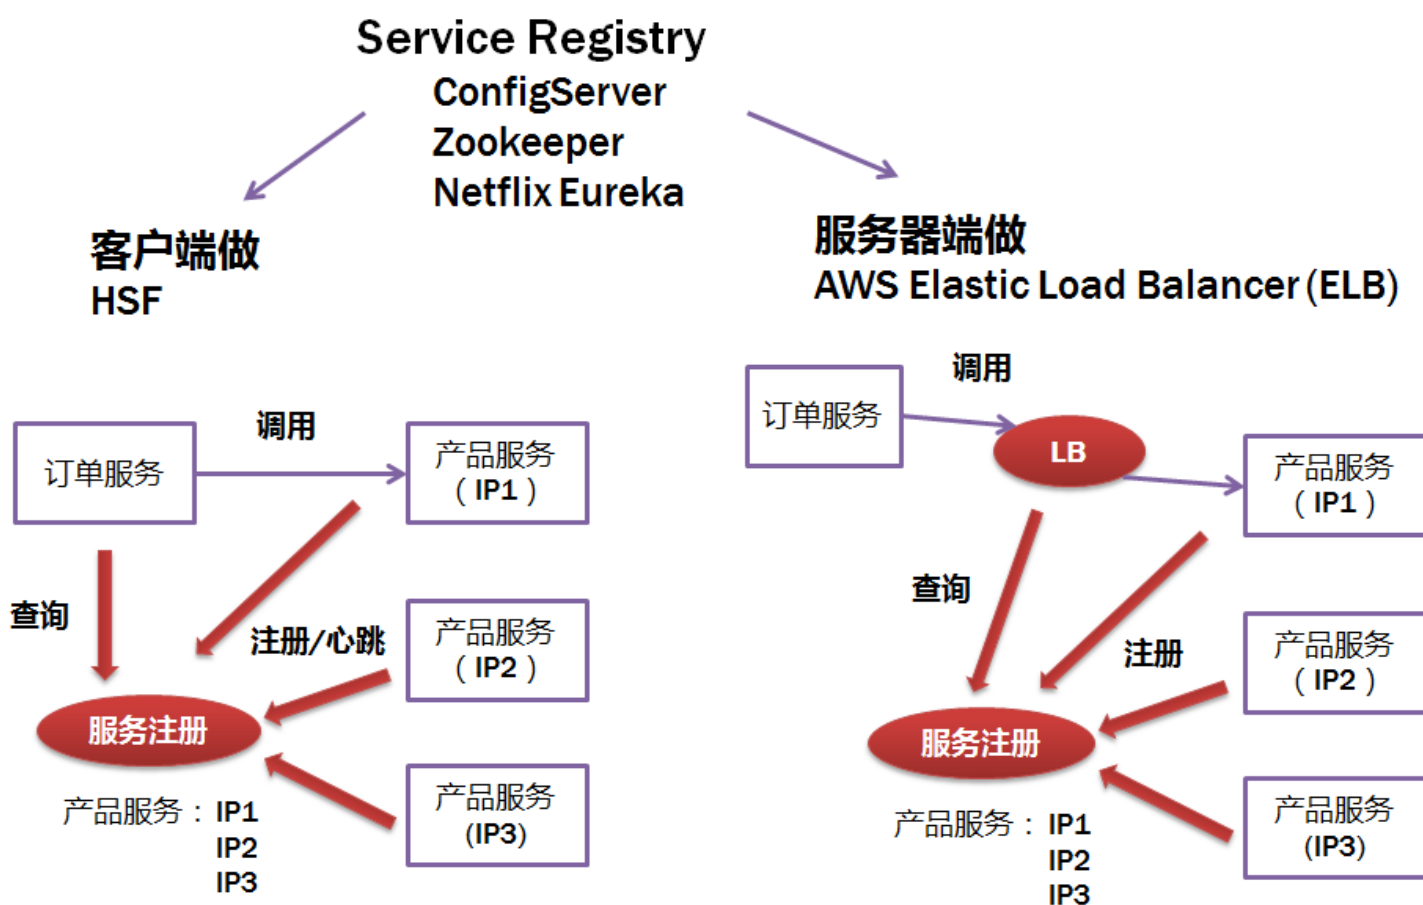 Service Registry
ConfigServer
Zookeeper
Netflix Eureka
客户端做
HSF
订单服务
调用
产品服务
（IP1）
查询
注册/心跳
产品服务
（IP2）
服务注册
产品服务：IP1
IP2
IP3
产品服务
(IP3)
服务器端做
AWS Elastic Load Balancer (ELB)
调用
订单服务
LB
产品服务
（IP1）
查询
注册
产品服务
（IP2）
服务注册
产品服务：IP1
IP2
IP3
产品服务
(IP3)